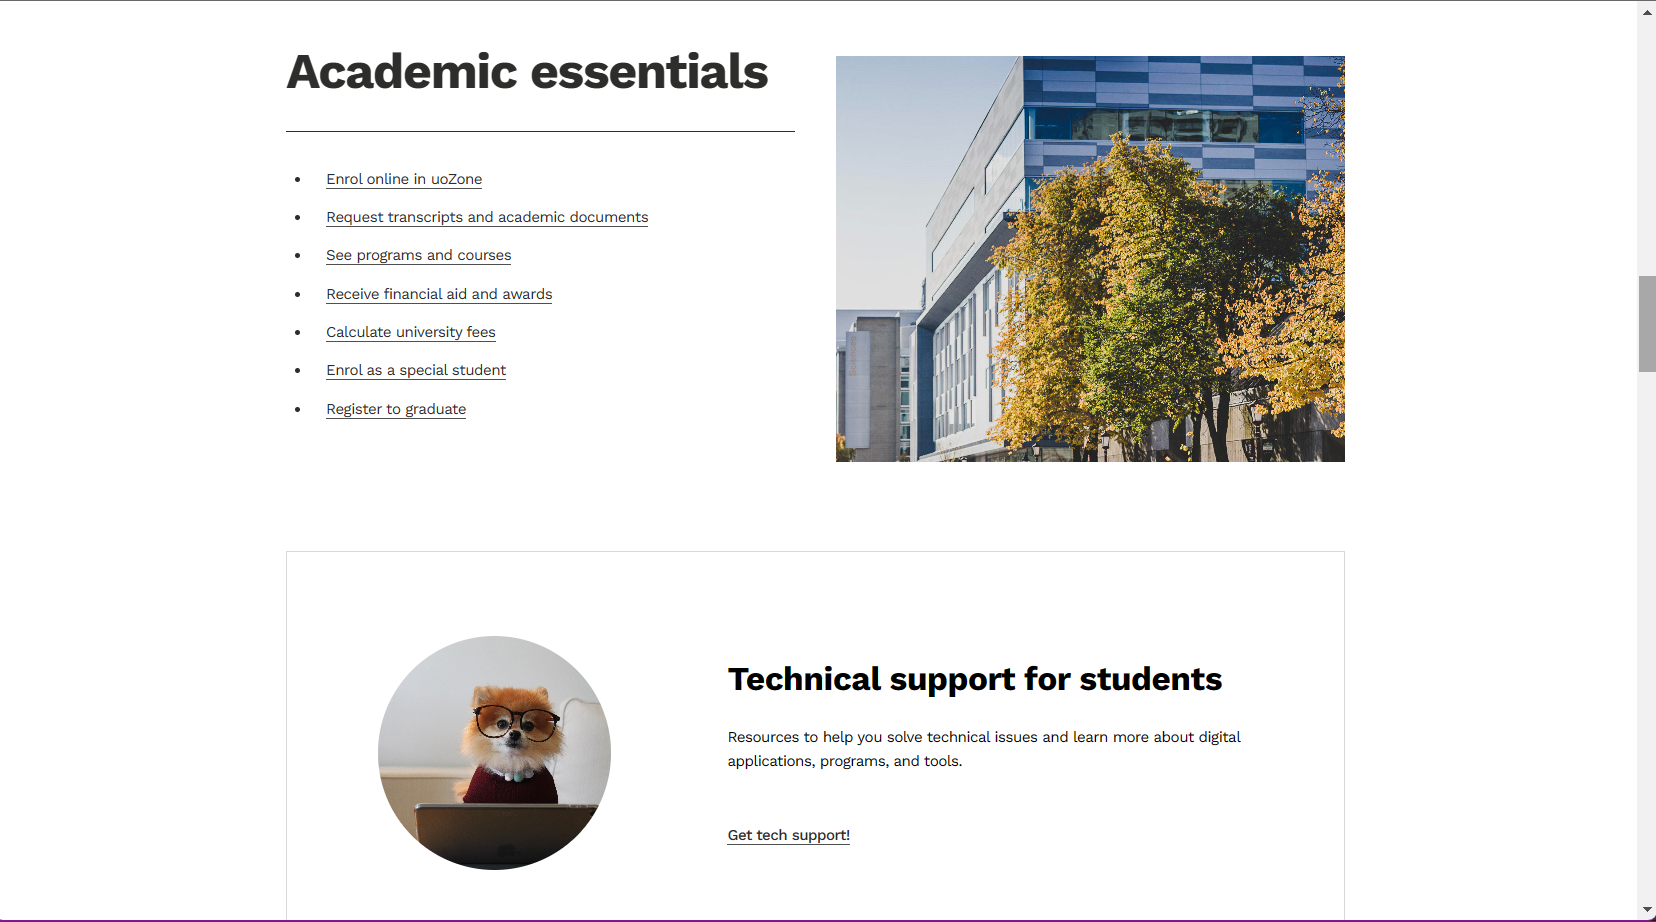 Academic essentials
Enrol online in uoZone
Request transcripts and academic documents
See programs and courses
Receive financial aid and awards
Calculate university fees
Enrol as a special student
Register to graduate
Technical support for students
Resources to help you solve technical issues and learn more about digital
applications, programs, and tools.
Get tech support!